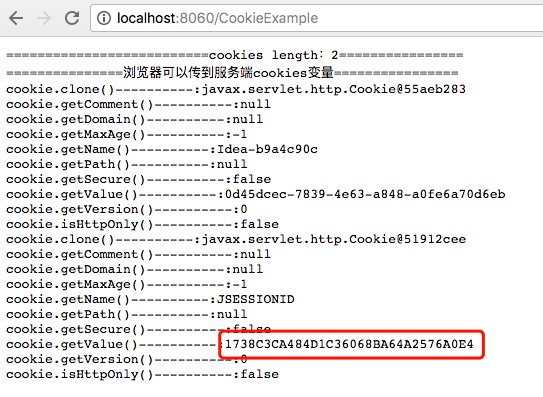 localhost:8060/CookieExample
==========================cookies length: 2================
===============浏览器可以传到服务端cookies变量================
cookie.clone()----------:javax.servlet.http.Cookie@55aeb283
cookie.getComment()----------:null
cookie.getDomain()----------:null
cookie.getMaxAge()----------:-1
cookie.getName()----------:Idea-b9a4c90c
cookie.getPath()----------:null
cookie.getSecure()----------:false
cookie.getValue()----------:0d45dcec-7839-4e63-a848-a0fe6a70d6eb
cookie.getVersion()----------:0
cookie.isHttpOnly()----------:false
cookie.clone()----------:javax.servlet.http.Cookie@51912cee
cookie.getComment()----------:null
cookie.getDomain()----------:null
cookie.getMaxAge()----------:-1
cookie.getName()----------:JSESSIONID
cookie.getPath()----------:null
cookie.getSecure()----------:false
cookie.getValue()----------:1738C3CA484D1C36068BA64A2576A0E4
cookie.getVersion()----------:0
cookie.isHttpOnly()----------:false